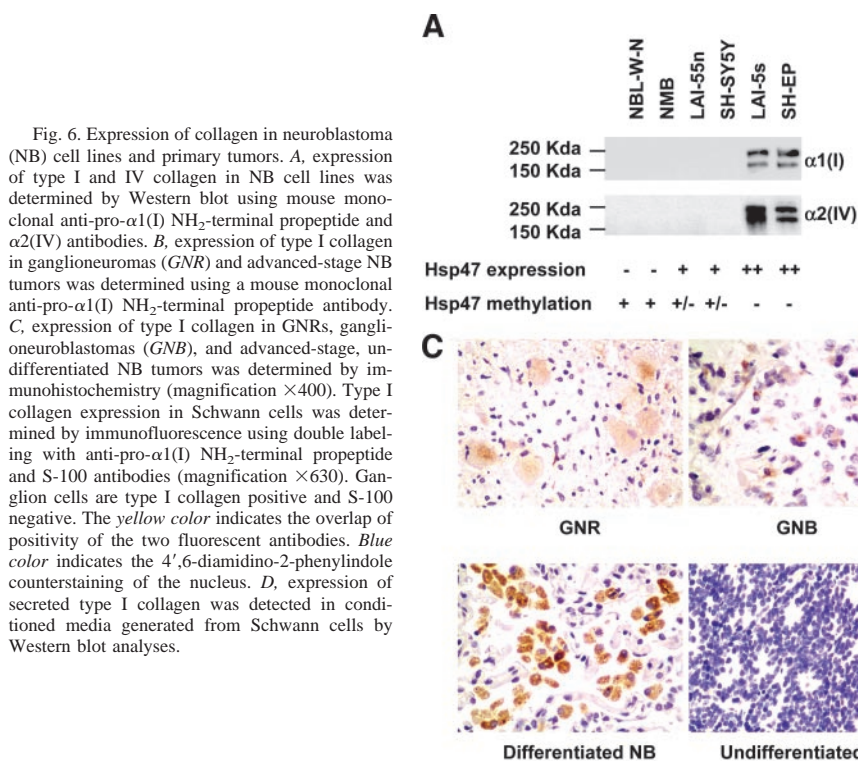 Fig. 6. Expression of collagen in neuroblastoma
(NB) cell lines and primary tumors. A, expression
of type I and IV collagen in NB cell lines was
determined by Western blot using mouse mono-
clonal anti-pro-α1(I) NH₂-terminal propeptide and
α2(IV) antibodies. B, expression of type I collagen
in ganglioneuromas (GNR) and advanced-stage NB
tumors was determined using a mouse monoclonal
anti-pro-α1(I) NH₂-terminal propeptide antibody.
C, expression of type I collagen in GNRs, gangli-
oneuroblastomas (GNB), and advanced-stage, un-
differentiated NB tumors was determined by im-
munohistochemistry (magnification ×400). Type I
collagen expression in Schwann cells was deter-
mined by immunofluorescence using double label-
ing with anti-pro-α1(I) NH₂-terminal propeptide
and S-100 antibodies (magnification ×630). Gan-
glion cells are type I collagen positive and S-100
negative. The yellow color indicates the overlap of
positivity of the two fluorescent antibodies. Blue
color indicates the 4′,6-diamidino-2-phenylindole
counterstaining of the nucleus. D, expression of
secreted type I collagen was detected in condi-
tioned media generated from Schwann cells by
Western blot analyses.
A
NBL-W-N
NMB
LAI-55n
SH-SY5Y
LAI-5s
SH-EP
250 Kda
150 Kda
α1(I)
250 Kda
150 Kda
α2(IV)
Hsp47 expression - - + + ++ ++
Hsp47 methylation + + +/- +/- - -
C
GNR
GNB
Differentiated NB
Undifferentiated